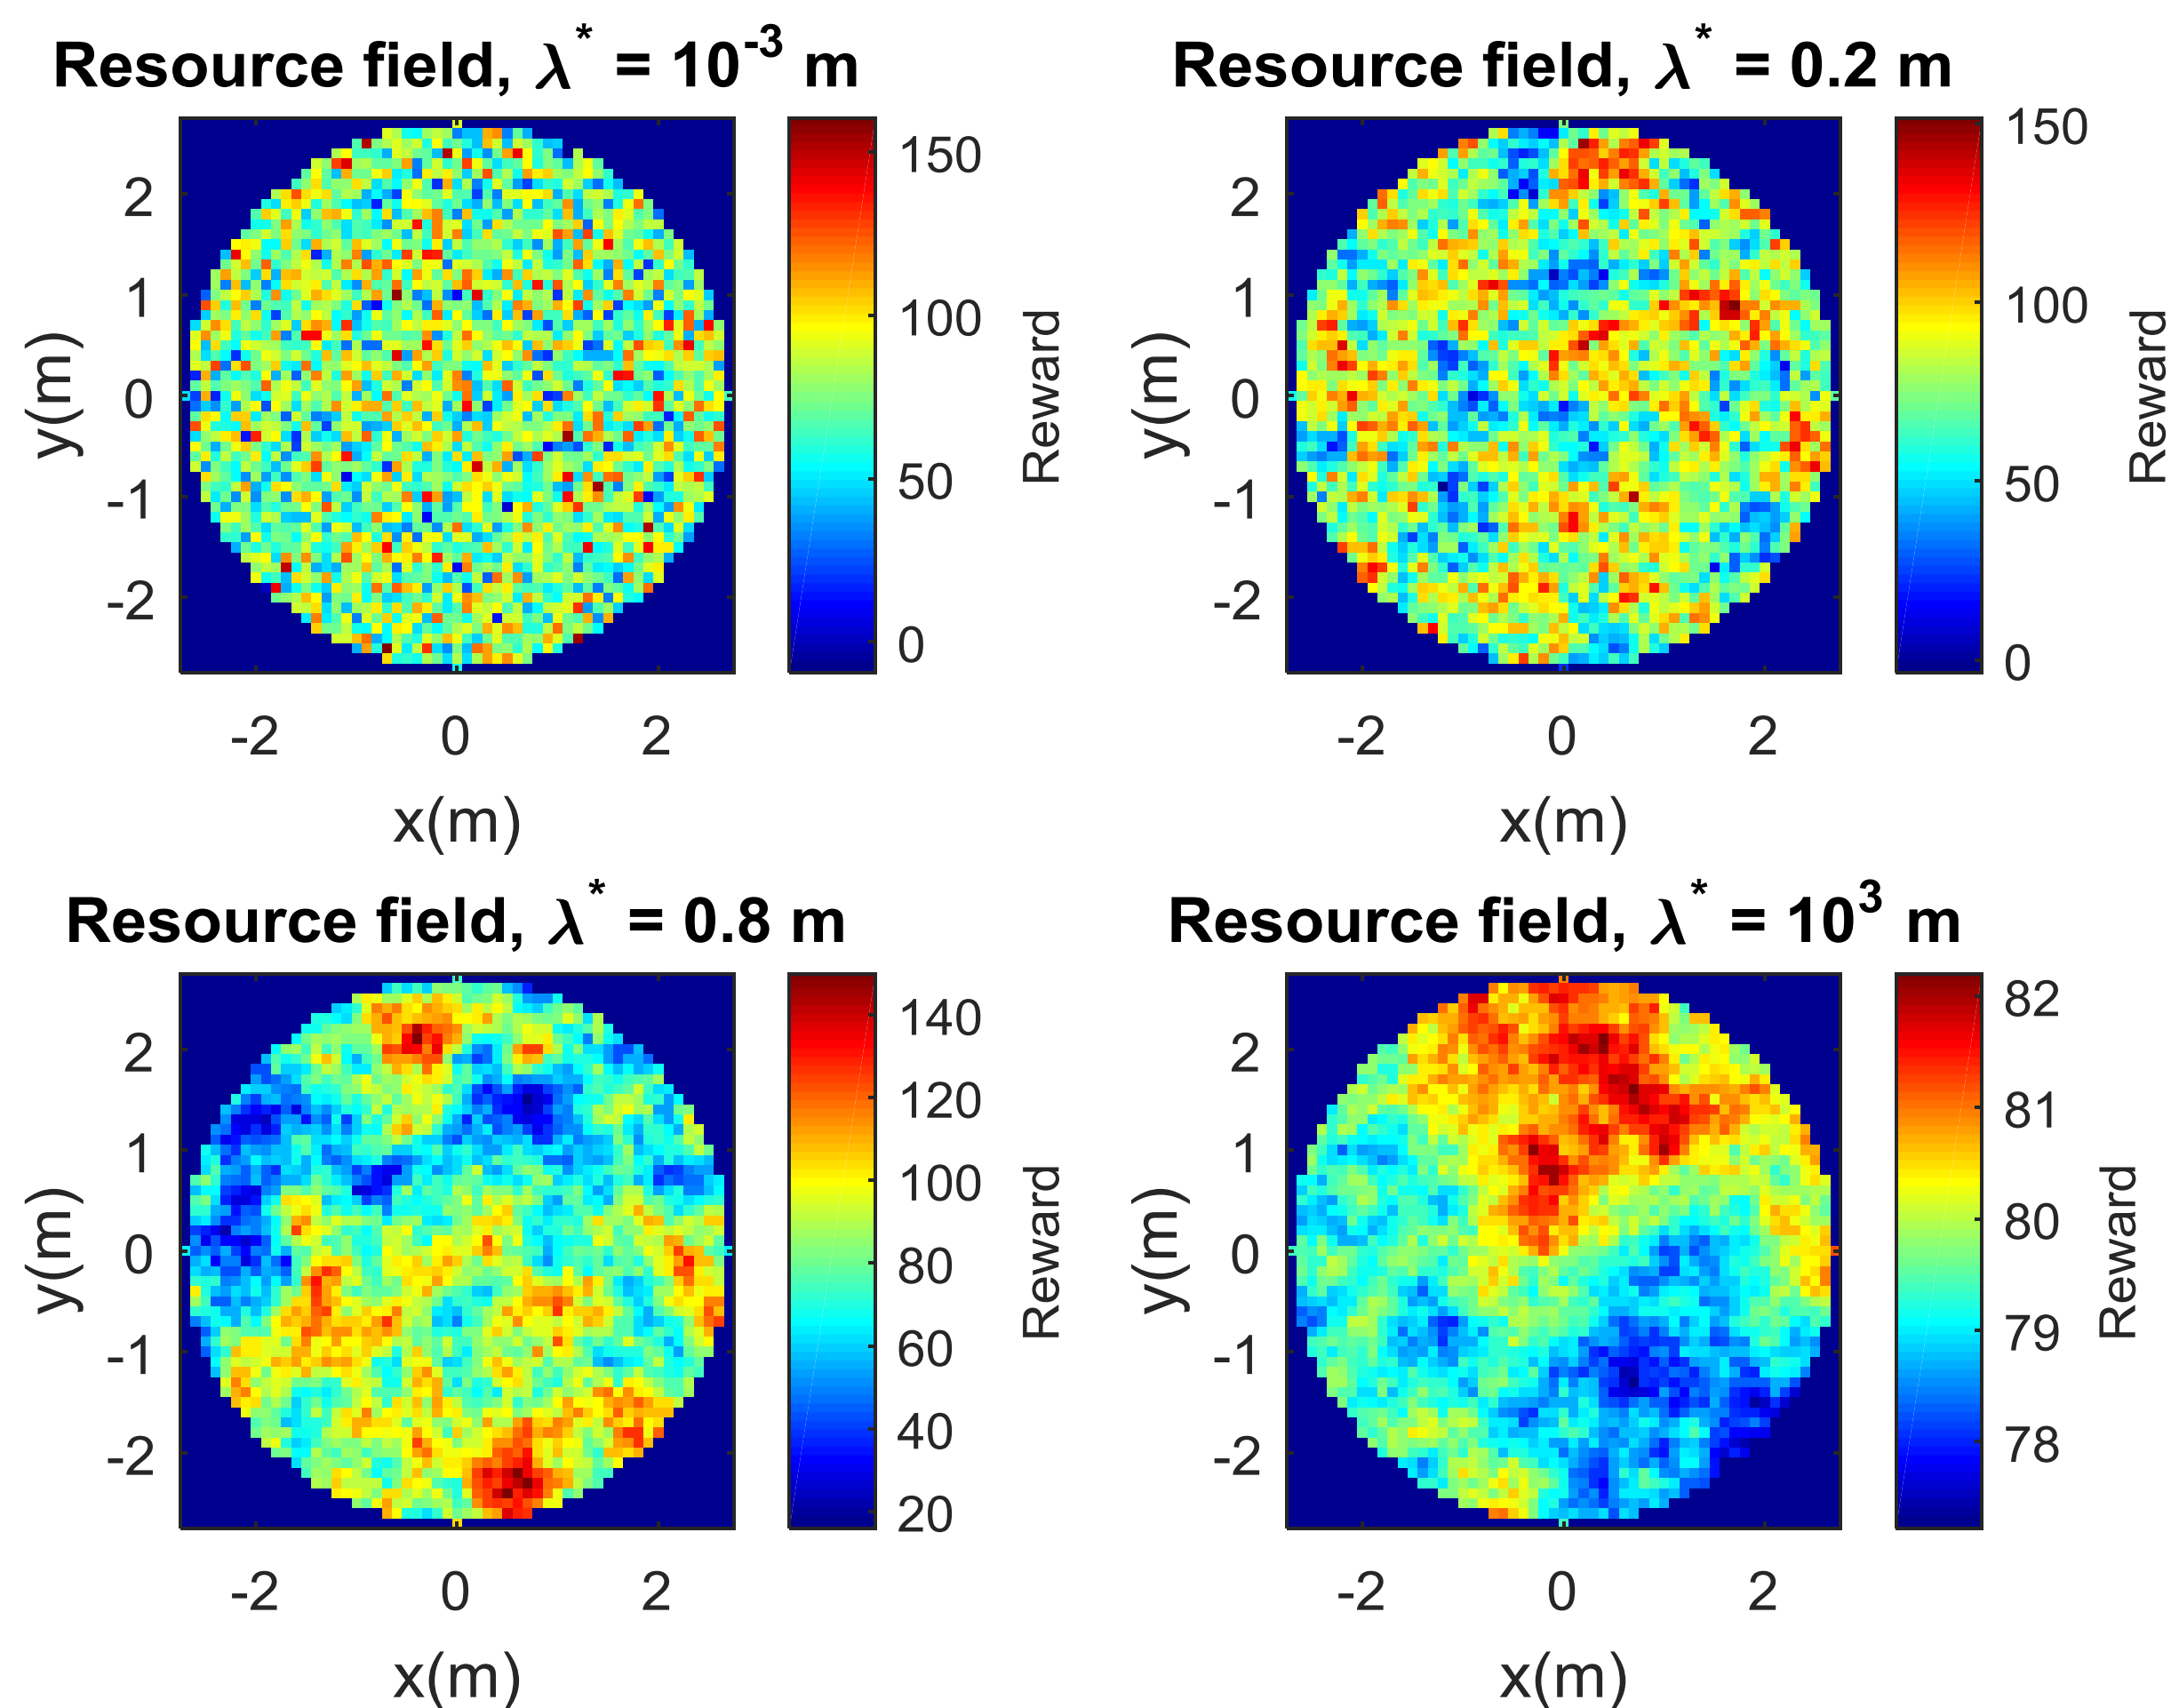 Resource field, λ* = 10-3 m
2
1
0
-1
-2
y(m)
-2 0 2
x(m)
150
100
50
0
Reward
Resource field, λ* = 0.2 m
2
1
0
-1
-2
y(m)
-2 0 2
x(m)
150
100
50
0
Reward
Resource field, λ* = 0.8 m
2
1
0
-1
-2
y(m)
-2 0 2
x(m)
140
120
100
80
60
40
20
Reward
Resource field, λ* = 103 m
2
1
0
-1
-2
y(m)
-2 0 2
x(m)
82
81
80
79
78
Reward